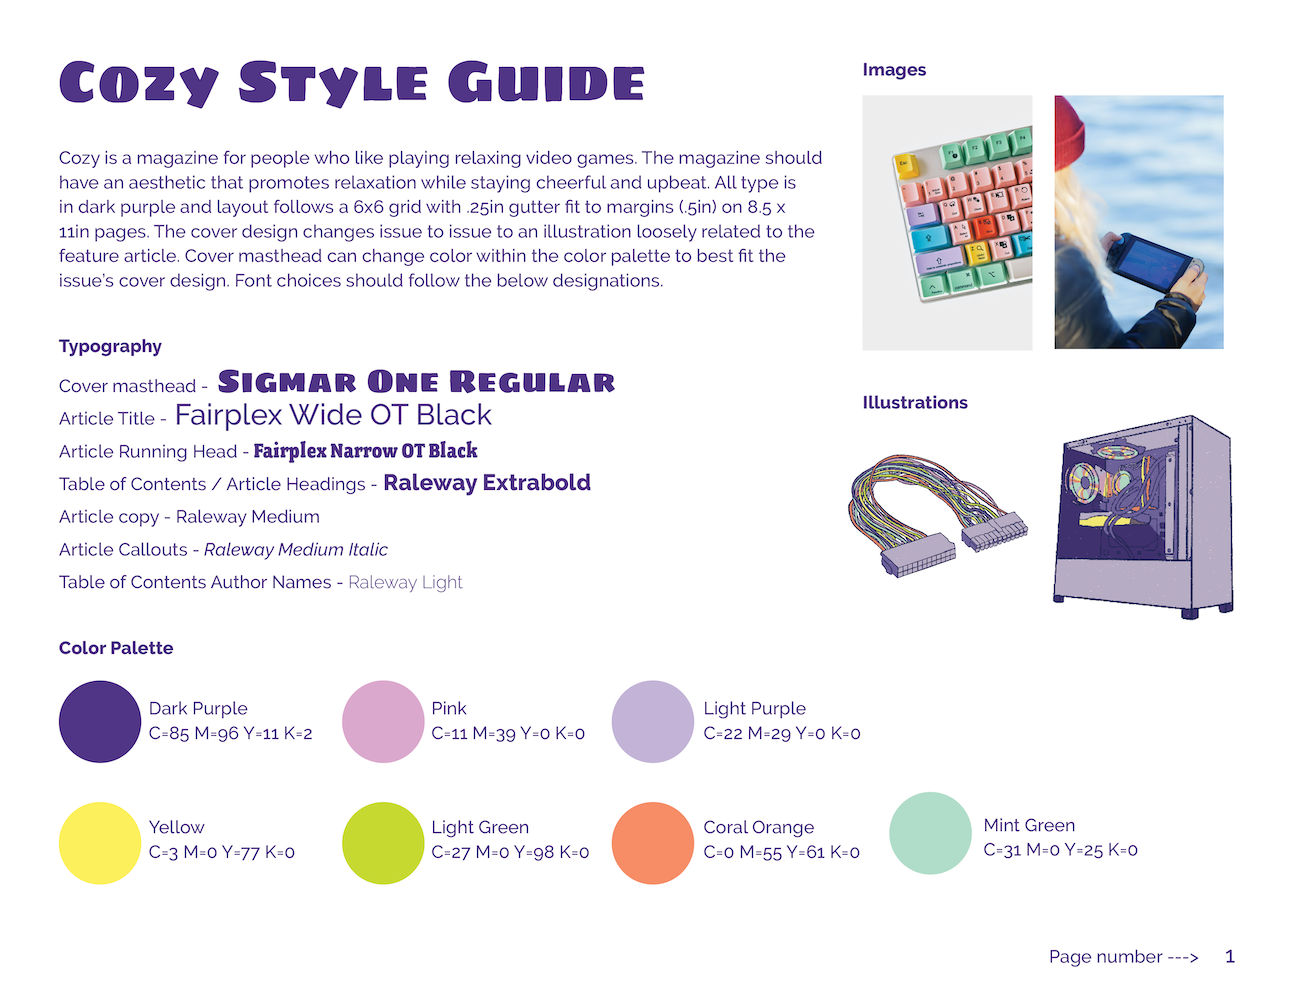 Cozy Style Guide
Cozy is a magazine for people who like playing relaxing video games. The magazine should
have an aesthetic that promotes relaxation while staying cheerful and upbeat. All type is
in dark purple and layout follows a 6x6 grid with .25in gutter fit to margins (.5in) on 8.5 x
11in pages. The cover design changes issue to issue to an illustration loosely related to the
feature article. Cover masthead can change color within the color palette to best fit the
issue's cover design. Font choices should follow the below designations.
Typography
Cover masthead - Sigmar One Regular
Article Title - Fairplex Wide OT Black
Article Running Head - Fairplex Narrow OT Black
Table of Contents / Article Headings - Raleway Extrabold
Article copy - Raleway Medium
Article Callouts - Raleway Medium Italic
Table of Contents Author Names - Raleway Light
Color Palette
Dark Purple
C=85 M=96 Y=11 K=2
Pink
C=11 M=39 Y=0 K=0
Light Purple
C=22 M=29 Y=0 K=0
Yellow
C=3 M=0 Y=77 K=0
Light Green
C=27 M=0 Y=98 K=0
Coral Orange
C=0 M=55 Y=61 K=0
Mint Green
C=31 M=0 Y=25 K=0
Images
Esc
F2
F3
Illustrations
Page number ---> 1